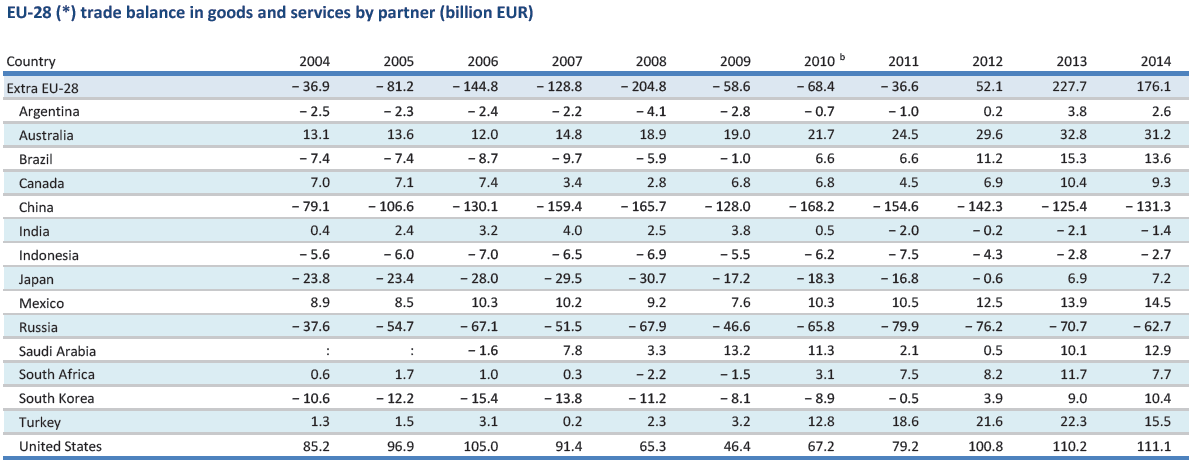 EU-28 (*) trade balance in goods and services by partner (billion EUR)
Country 2004 2005 2006 2007 2008 2009 2010 b 2011 2012 2013 2014
Extra EU-28 − 36.9 − 81.2 − 144.8 − 128.8 − 204.8 − 58.6 − 68.4 − 36.6 52.1 227.7 176.1
Argentina − 2.5 − 2.3 − 2.4 − 2.2 − 4.1 − 2.8 − 0.7 − 1.0 0.2 3.8 2.6
Australia 13.1 13.6 12.0 14.8 18.9 19.0 21.7 24.5 29.6 32.8 31.2
Brazil − 7.4 − 7.4 − 8.7 − 9.7 − 5.9 − 1.0 6.6 6.6 11.2 15.3 13.6
Canada 7.0 7.1 7.4 3.4 2.8 6.8 6.8 4.5 6.9 10.4 9.3
China − 79.1 − 106.6 − 130.1 − 159.4 − 165.7 − 128.0 − 168.2 − 154.6 − 142.3 − 125.4 − 131.3
India 0.4 2.4 3.2 4.0 2.5 3.8 0.5 − 2.0 − 0.2 − 2.1 − 1.4
Indonesia − 5.6 − 6.0 − 7.0 − 6.5 − 6.9 − 5.5 − 6.2 − 7.5 − 4.3 − 2.8 − 2.7
Japan − 23.8 − 23.4 − 28.0 − 29.5 − 30.7 − 17.2 − 18.3 − 16.8 − 0.6 6.9 7.2
Mexico 8.9 8.5 10.3 10.2 9.2 7.6 10.3 10.5 12.5 13.9 14.5
Russia − 37.6 − 54.7 − 67.1 − 51.5 − 67.9 − 46.6 − 65.8 − 79.9 − 76.2 − 70.7 − 62.7
Saudi Arabia : : − 1.6 7.8 3.3 13.2 11.3 2.1 0.5 10.1 12.9
South Africa 0.6 1.7 1.0 0.3 − 2.2 − 1.5 3.1 7.5 8.2 11.7 7.7
South Korea − 10.6 − 12.2 − 15.4 − 13.8 − 11.2 − 8.1 − 8.9 − 0.5 3.9 9.0 10.4
Turkey 1.3 1.5 3.1 0.2 2.3 3.2 12.8 18.6 21.6 22.3 15.5
United States 85.2 96.9 105.0 91.4 65.3 46.4 67.2 79.2 100.8 110.2 111.1